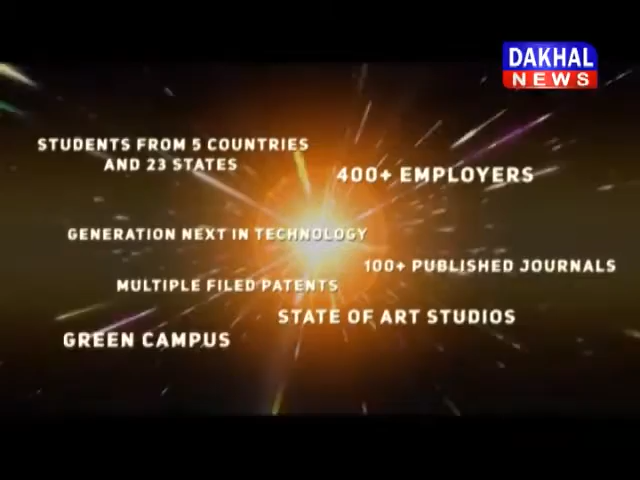 DAKHAL
NEWS
STUDENTS FROM 5 COUNTRIES
AND 23 STATES
400+ EMPLOYERS
GENERATION NEXT IN TECHNOLOGY
100+ PUBLISHED JOURNALS
MULTIPLE FILED PATENTS
STATE OF ART STUDIOS
GREEN CAMPUS